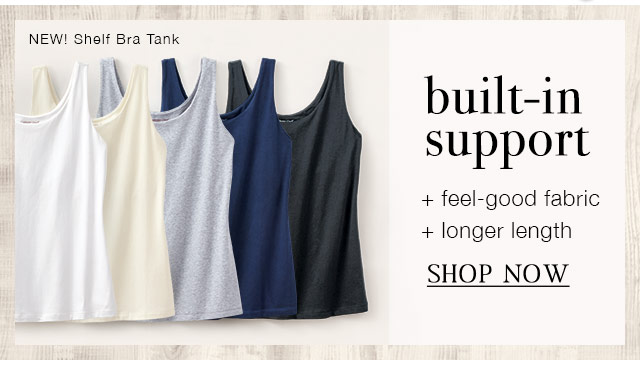 NEW! Shelf Bra Tank
built-in
support
+ feel-good fabric
+ longer length
SHOP NOW